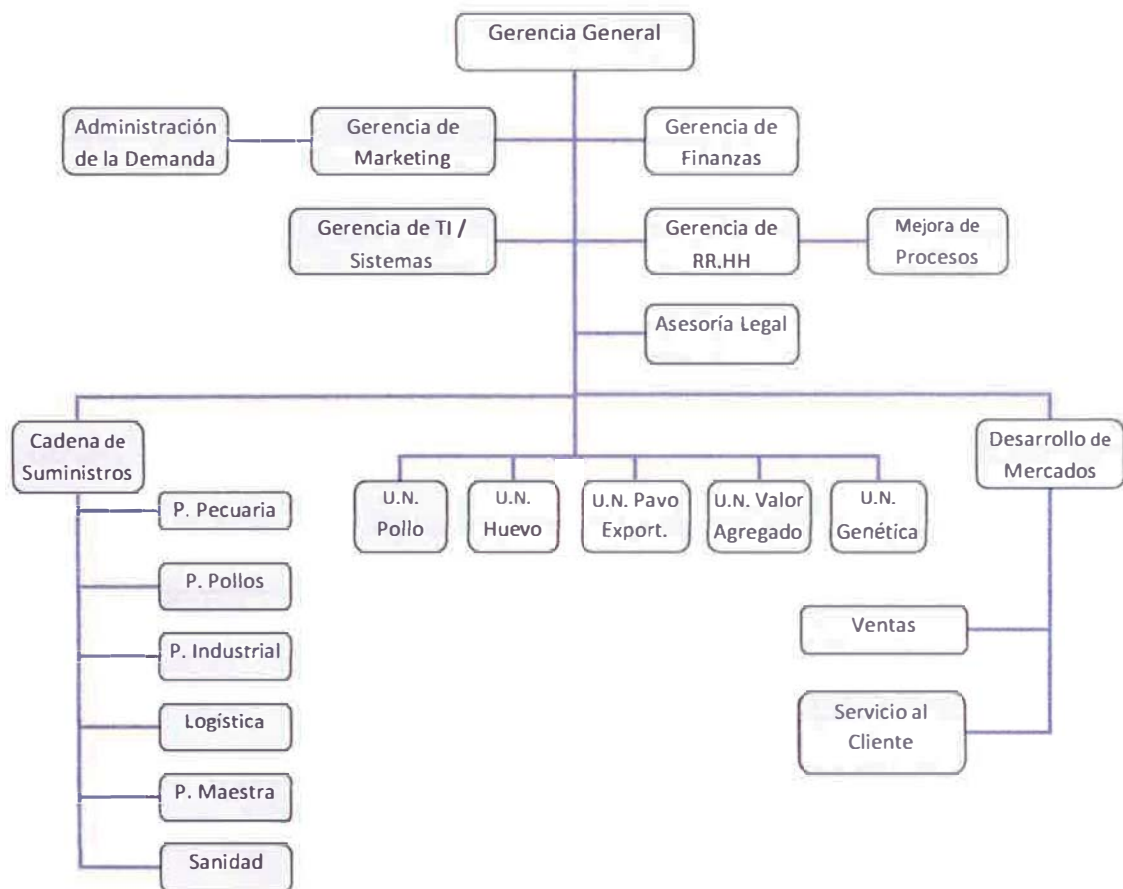 Gerencia General
Administración
de la Demanda
Gerencia de
Marketing
Gerencia de
Finanzas
Gerencia de TI /
Sistemas
Gerencia de
RR.HH
Mejora de
Procesos
Asesoría Legal
Cadena de
Suministros
Desarrollo de
Mercados
U.N.
Pollo
U.N.
Huevo
U.N. Pavo
Export.
U.N. Valor
Agregado
U.N.
Genética
P. Pecuaria
P. Pollos
P. Industrial
Logística
P. Maestra
Sanidad
Ventas
Servicio al
Cliente